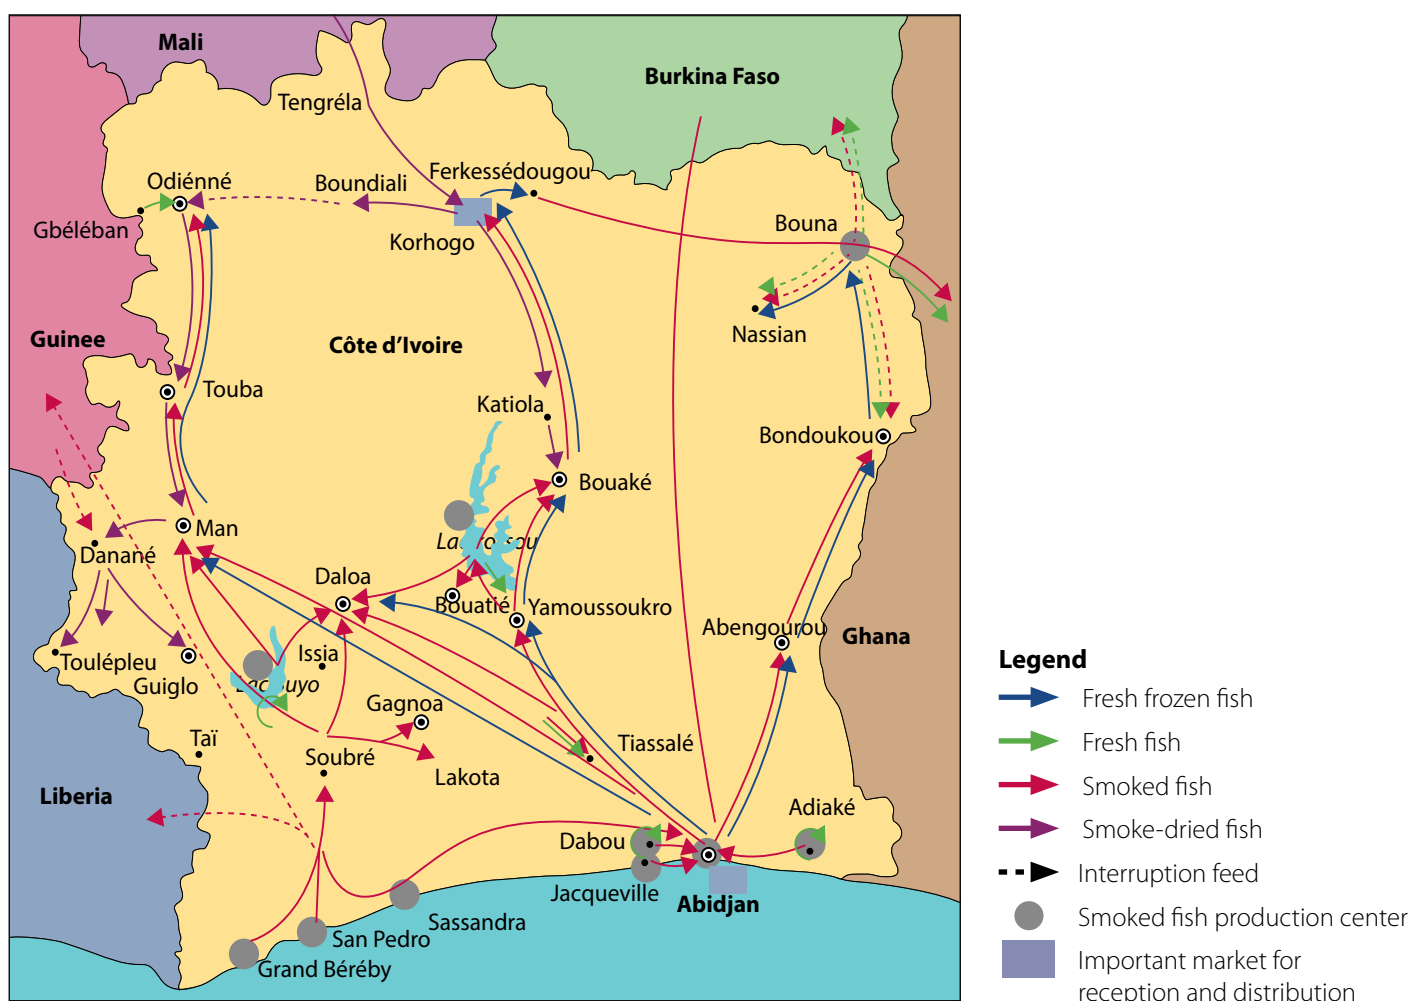 Mali
Burkina Faso
Tengréla
Ferkessédougou
Boundiali
Odiénné
Gbéléban
Korhogo
Bouna
Nassian
Guinee
Côte d'Ivoire
Touba
Katiola
Bondoukou
Bouaké
Man
Danané
Daloa
Bouatié
Yamoussoukro
Abengourou
Ghana
Toulépleu
Guiglo
Issia
Gagnoa
Taï
Soubré
Lakota
Tiassalé
Liberia
Adiaké
Dabou
Jacqueville
Abidjan
Sassandra
San Pedro
Grand Béréby
Legend
Fresh frozen fish
Fresh fish
Smoked fish
Smoke-dried fish
Interruption feed
Smoked fish production center
Important market for
reception and distribution